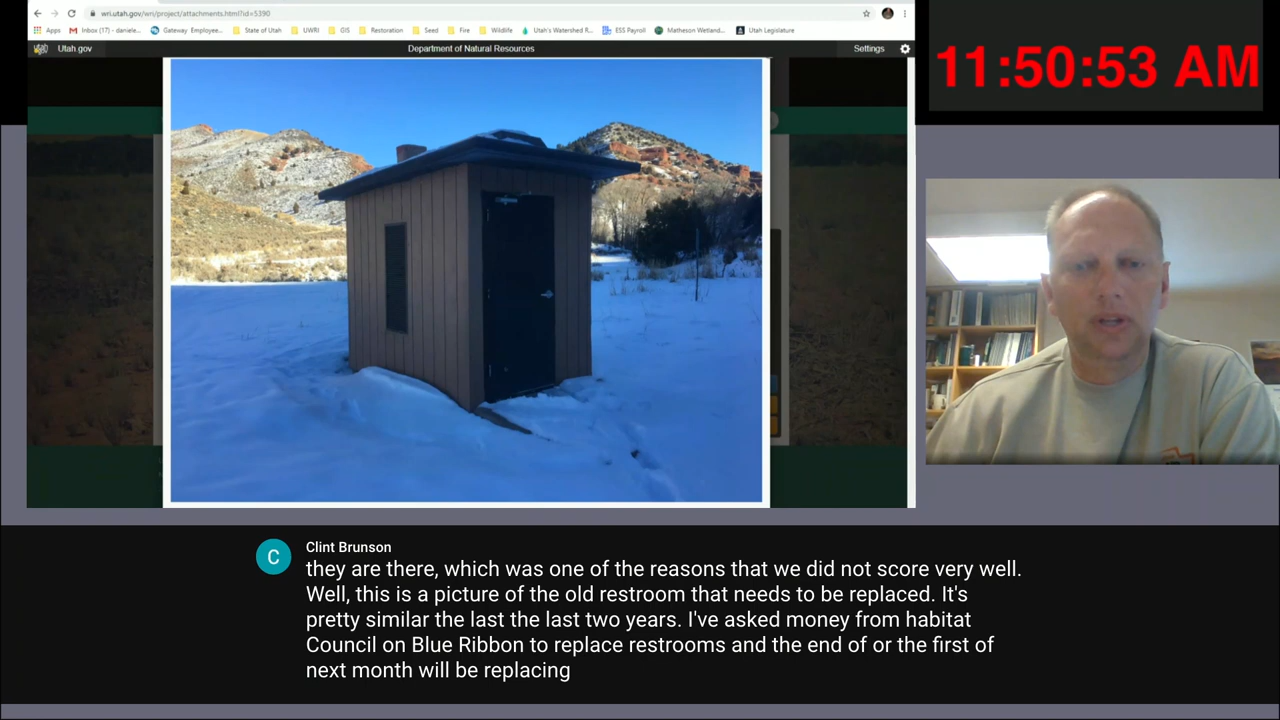 wri.utah.gov/wri/project/attachments.html?id=5390
Apps Inbox (17) - daniele... Gateway Employee... State of Utah UWRI GIS Restoration Seed Fire Wildlife Utah's Watershed R... ESS Payroll Matheson Wetland... Utah Legislature
Utah.gov Department of Natural Resources Settings
11:50:53 AM
C
Clint Brunson
they are there, which was one of the reasons that we did not score very well.
Well, this is a picture of the old restroom that needs to be replaced. It's
pretty similar the last the last two years. I've asked money from habitat
Council on Blue Ribbon to replace restrooms and the end of or the first of
next month will be replacing